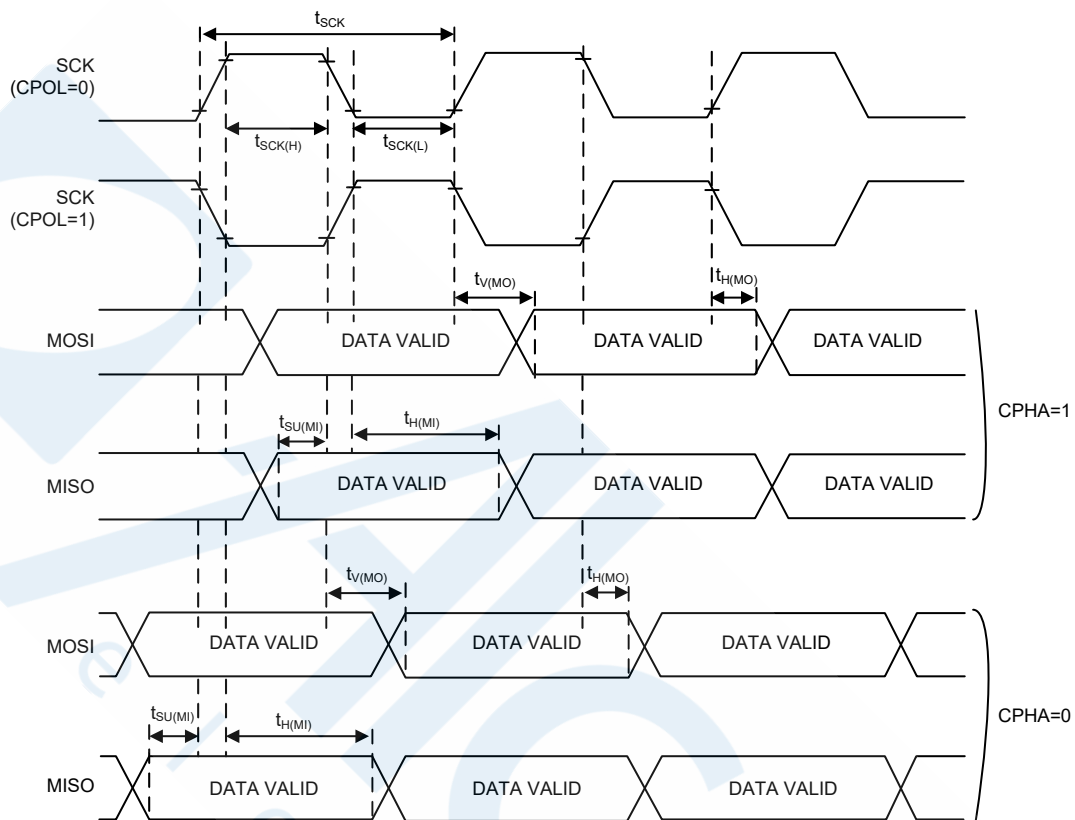 tSCK
SCK
(CPOL=0)
tSCK(H)
tSCK(L)
SCK
(CPOL=1)
tV(MO)
tH(MO)
MOSI
DATA VALID
DATA VALID
DATA VALID
CPHA=1
tSU(MI)
tH(MI)
MISO
DATA VALID
DATA VALID
DATA VALID
tV(MO)
tH(MO)
MOSI
DATA VALID
DATA VALID
DATA VALID
CPHA=0
tSU(MI)
tH(MI)
MISO
DATA VALID
DATA VALID
DATA VALID